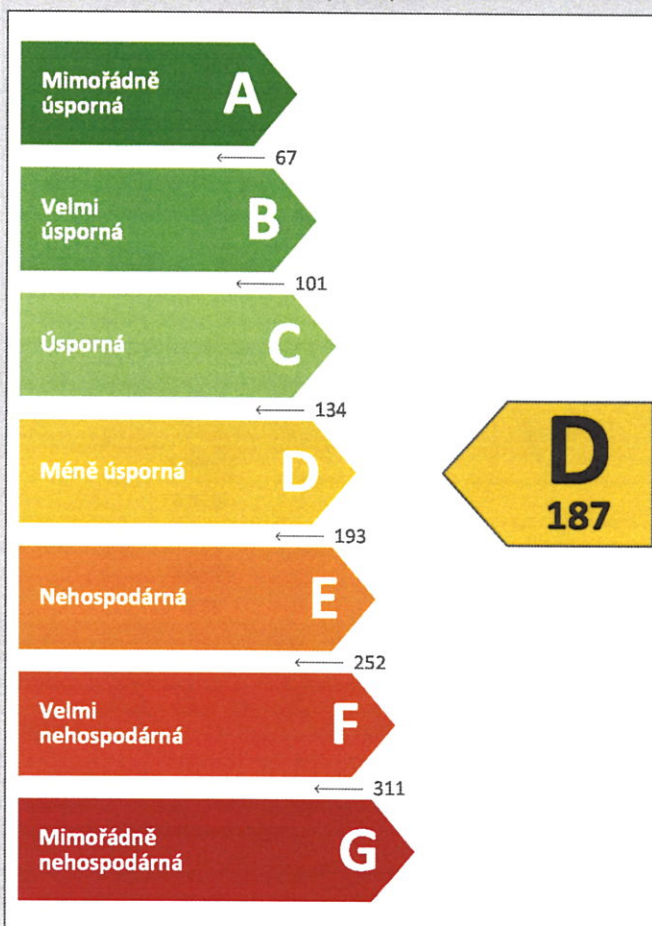 Mimořádně
úsporná
A
67
Velmi
úsporná
B
101
Úsporná
C
134
Méně úsporná
D
193
D
187
Nehospodárná
E
252
Velmi
nehospodárná
F
311
Mimořádně
nehospodárná
G